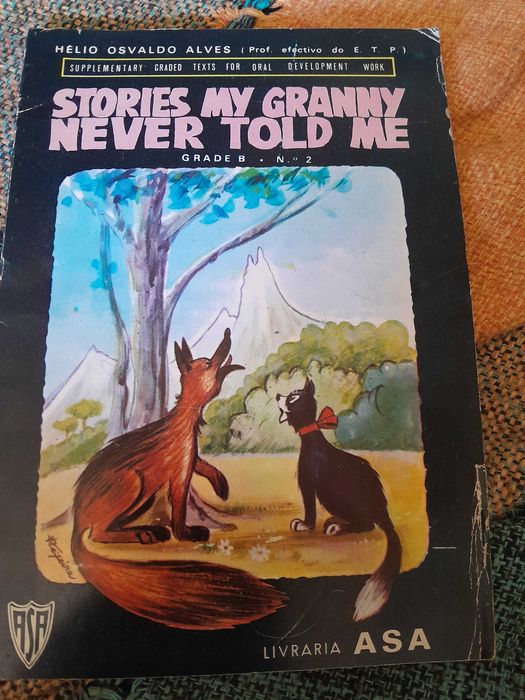 HÉLIO OSVALDO ALVES (Prof. efectivo do E. T. P.)
SUPPLEMENTARY GRADED TEXTS FOR ORAL DEVELOPMENT WORK
STORIES MY GRANNY
NEVER TOLD ME
GRADE B • N.º 2
ASA
LIVRARIA ASA